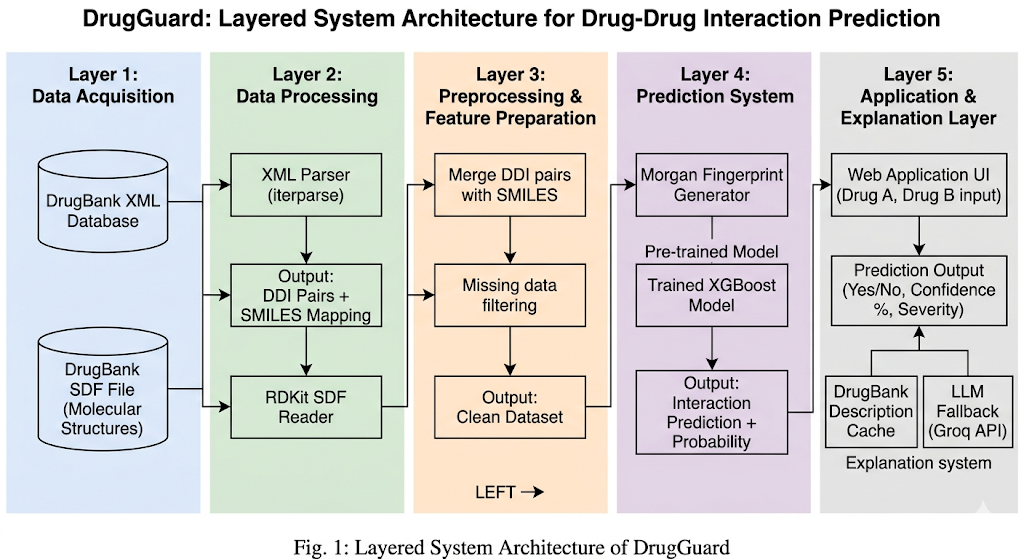 DrugGuard: Layered System Architecture for Drug-Drug Interaction Prediction
Layer 1:
Data Acquisition
DrugBank XML
Database
DrugBank
SDF File
(Molecular
Structures)
Layer 2:
Data Processing
XML Parser
(iterparse)
Output:
DDI Pairs +
SMILES Mapping
RDKit SDF
Reader
Layer 3:
Preprocessing &
Feature Preparation
Merge DDI pairs
with SMILES
Missing data
filtering
Output:
Clean Dataset
LEFT →
Layer 4:
Prediction System
Morgan Fingerprint
Generator
Pre-trained Model
Trained XGBoost
Model
Output:
Interaction
Prediction +
Probability
Layer 5:
Application &
Explanation Layer
Web Application UI
(Drug A, Drug B input)
Prediction Output
(Yes/No, Confidence
%, Severity)
DrugBank
Description
Cache
LLM
Fallback
(Groq API)
Explanation system
Fig. 1: Layered System Architecture of DrugGuard